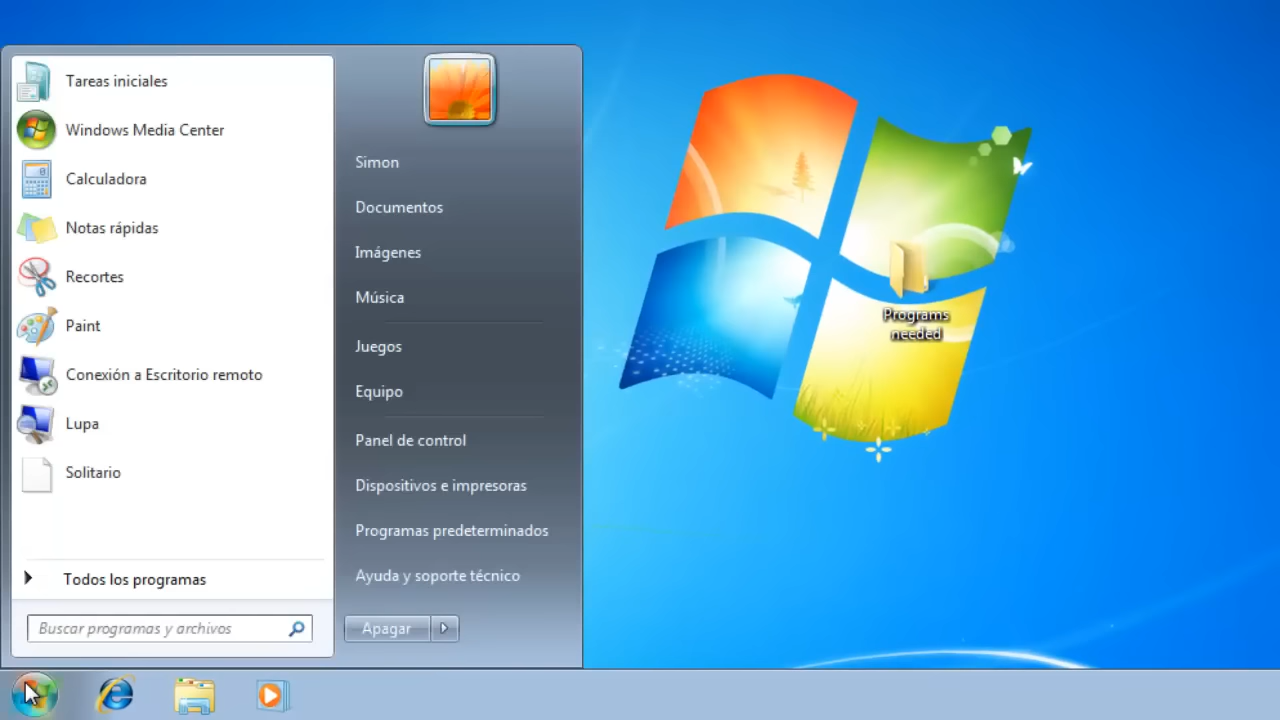 Tareas iniciales
Windows Media Center
Calculadora
Notas rápidas
Recortes
Paint
Conexión a Escritorio remoto
Lupa
Solitario
Todos los programas
Buscar programas y archivos
Simon
Documentos
Imágenes
Música
Juegos
Equipo
Panel de control
Dispositivos e impresoras
Programas predeterminados
Ayuda y soporte técnico
Apagar
Programs
needed